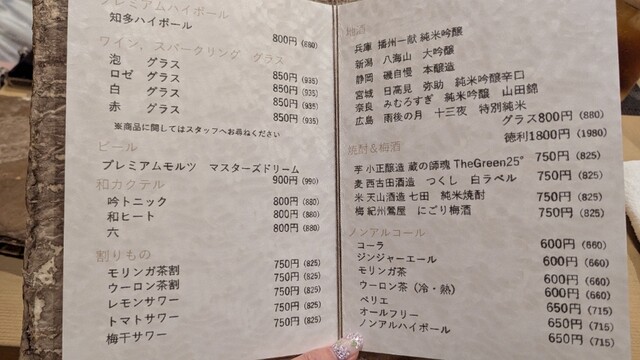 プレミアムハイボール
知多ハイボール 800円(880)
ワイン、スパークリング グラス
泡 グラス 850円(935)
ロゼ グラス 850円(935)
白 グラス 850円(935)
赤 グラス 850円(935)
※商品に関してはスタッフへお尋ねください
ビール
プレミアムモルツ マスターズドリーム
900円(990)
和カクテル
吟トニック 800円(880)
和ヒート 800円(880)
六 800円(880)
割りもの
モリンガ茶割 750円(825)
ウーロン茶割 750円(825)
レモンサワー 750円(825)
トマトサワー 750円(825)
梅干サワー 750円(825)
地酒
兵庫 播州一献 純米吟醸
新潟 八海山 大吟醸
静岡 磯自慢 本醸造
宮城 日高見 弥助 純米吟醸辛口
奈良 みむろすぎ 純米吟醸 山田錦
広島 雨後の月 十三夜 特別純米
グラス800円(880)
徳利1800円(1980)
焼酎&梅酒
芋 小正醸造 蔵の師魂 TheGreen25° 750円(825)
麦 西古田酒造 つくし 白ラベル 750円(825)
米 天山酒造 七田 純米焼酎 750円(825)
梅 紀州鶯屋 にごり梅酒 750円(825)
ノンアルコール
コーラ 600円(660)
ジンジャーエール 600円(660)
モリンガ茶 600円(660)
ウーロン茶(冷・熱) 600円(660)
ペリエ 650円(715)
オールフリー 650円(715)
ノンアルハイボール 650円(715)